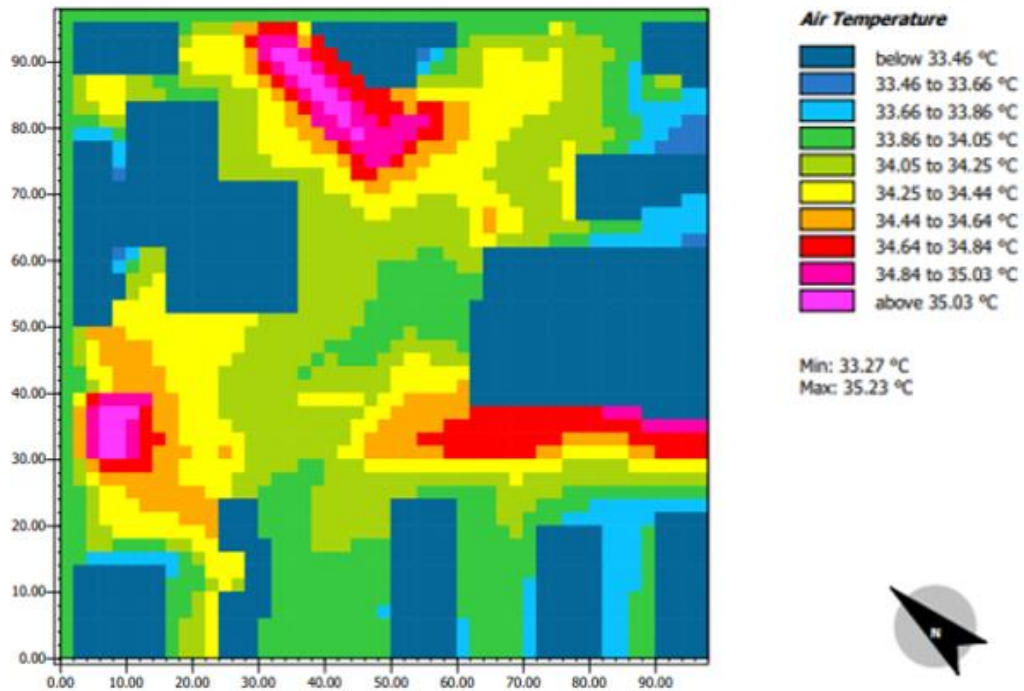 Air Temperature
below 33.46 °C
33.46 to 33.66 °C
33.66 to 33.86 °C
33.86 to 34.05 °C
34.05 to 34.25 °C
34.25 to 34.44 °C
34.44 to 34.64 °C
34.64 to 34.84 °C
34.84 to 35.03 °C
above 35.03 °C
Min: 33.27 °C
Max: 35.23 °C
90.00
80.00
70.00
60.00
50.00
40.00
30.00
20.00
10.00
0.00
0.00 10.00 20.00 30.00 40.00 50.00 60.00 70.00 80.00 90.00
N